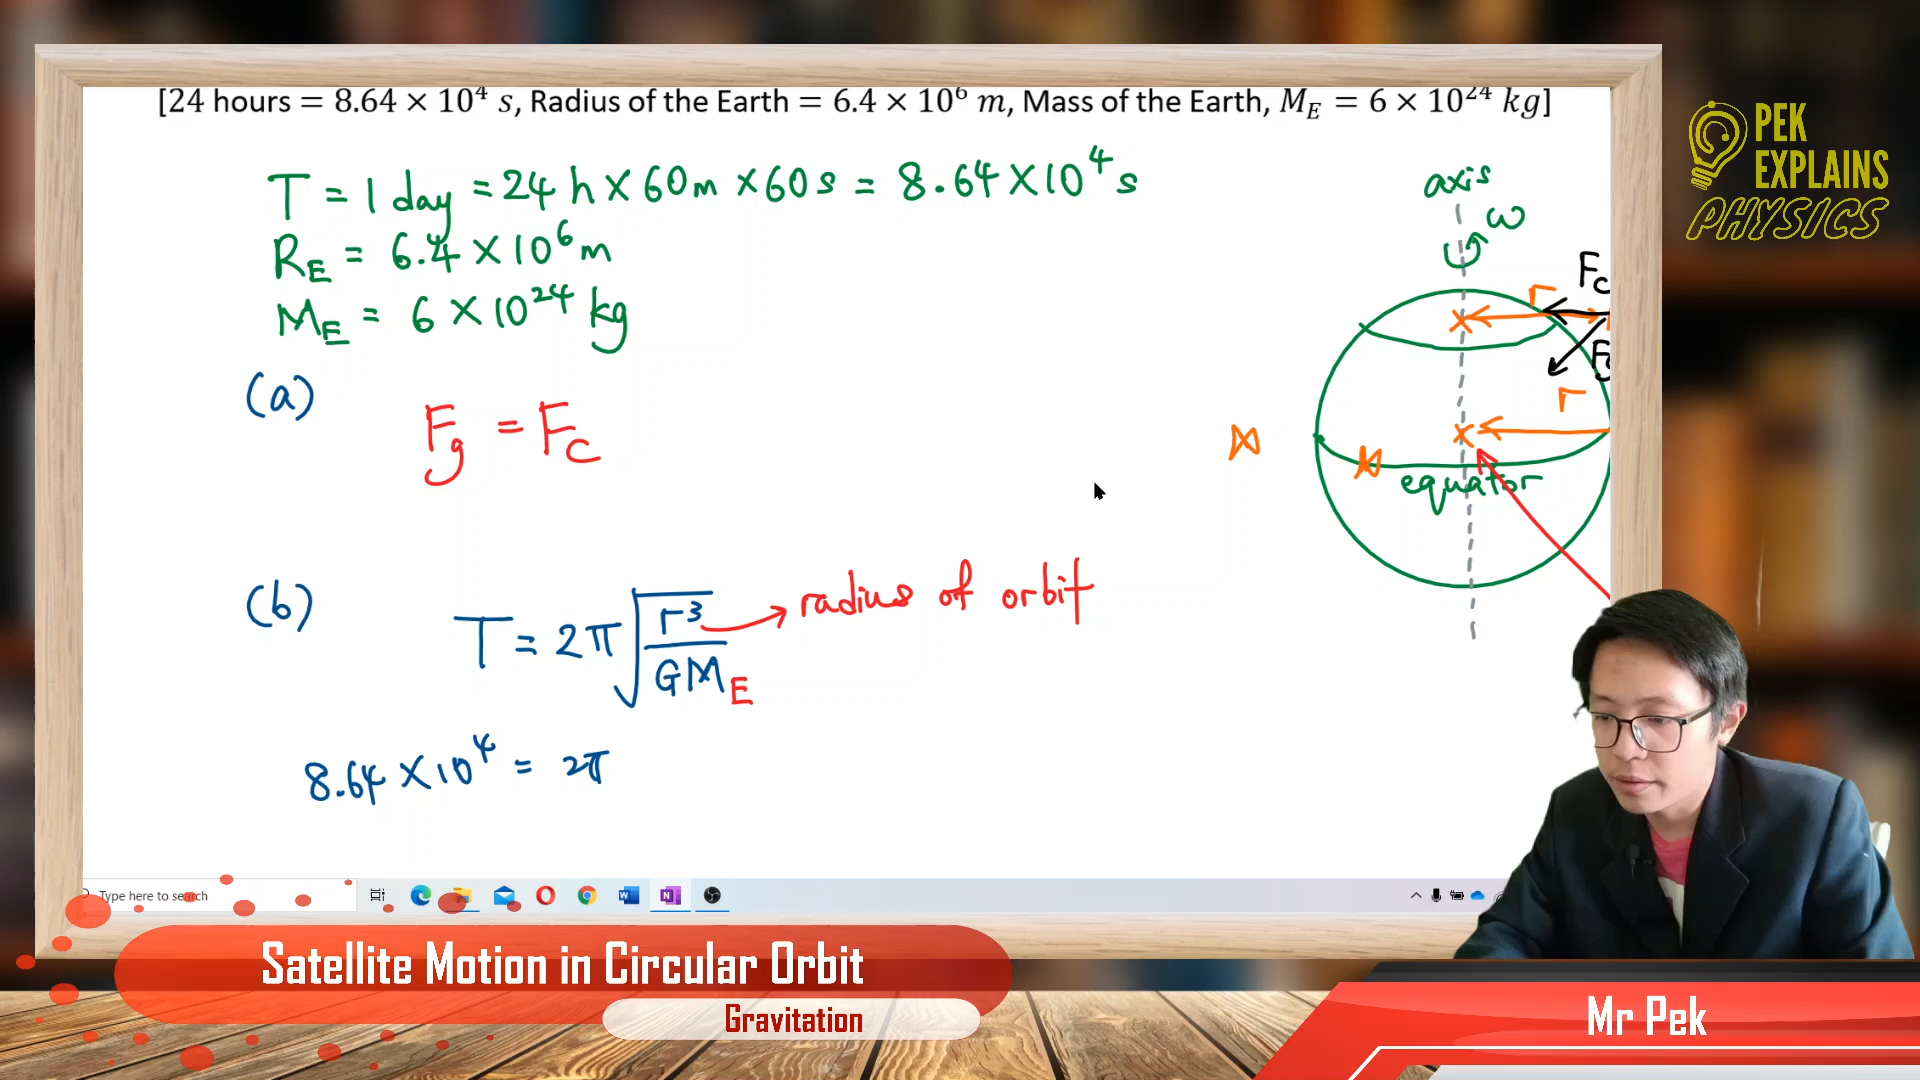 [24 hours = 8.64 × 10⁴ s, Radius of the Earth = 6.4 × 10⁶ m, Mass of the Earth, M_E = 6 × 10²⁴ kg]
T = 1 day = 24 h × 60m × 60s = 8.64 × 10⁴ s
R_E = 6.4 × 10⁶ m
M_E = 6 × 10²⁴ kg
(a)
F_g = F_c
(b)
T = 2π √(r³/GM_E) → radius of orbit
8.64 × 10⁴ = 2π
axis
ω
F_c
r
F_g
r
equator
PEK
EXPLAINS
PHYSICS
Type here to search
Satellite Motion in Circular Orbit
Gravitation
Mr Pek